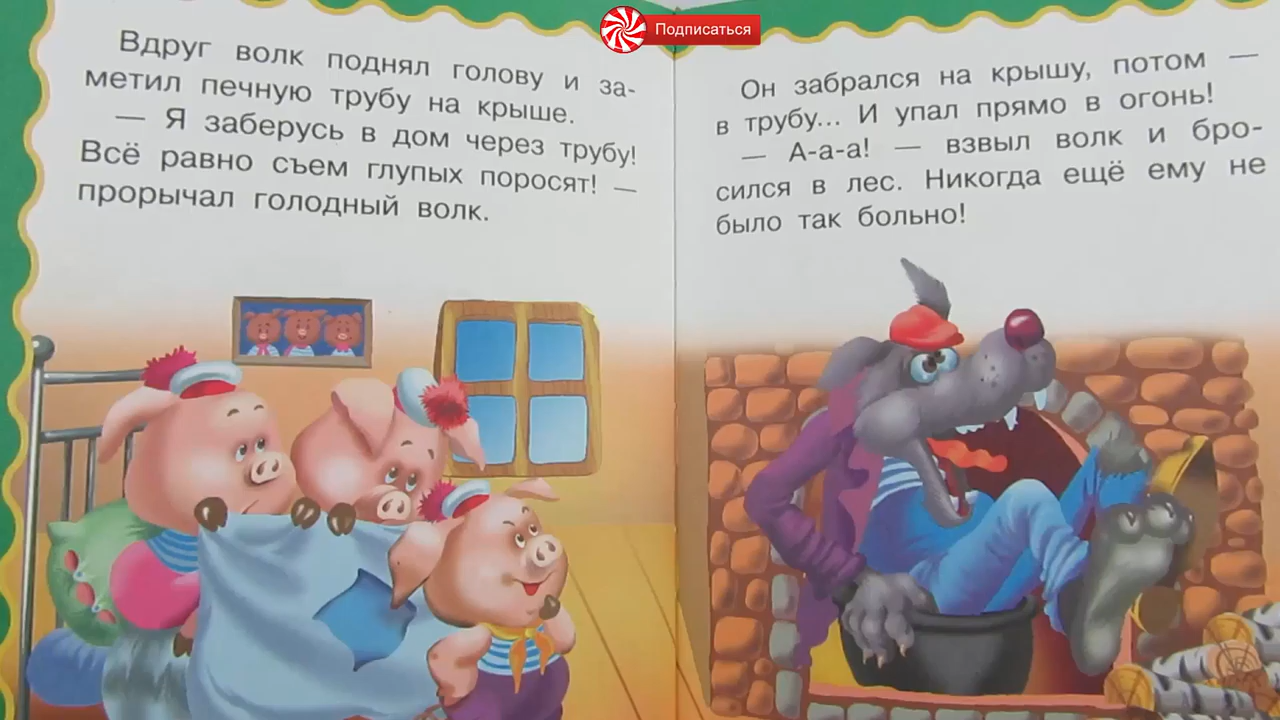 Подписаться
Вдруг волк поднял голову и за-
метил печную трубу на крыше.
— Я заберусь в дом через трубу!
Всё равно съем глупых поросят! —
прорычал голодный волк.
Он забрался на крышу, потом —
в трубу... И упал прямо в огонь!
— А-а-а! — взвыл волк и бро-
сился в лес. Никогда ещё ему не
было так больно!